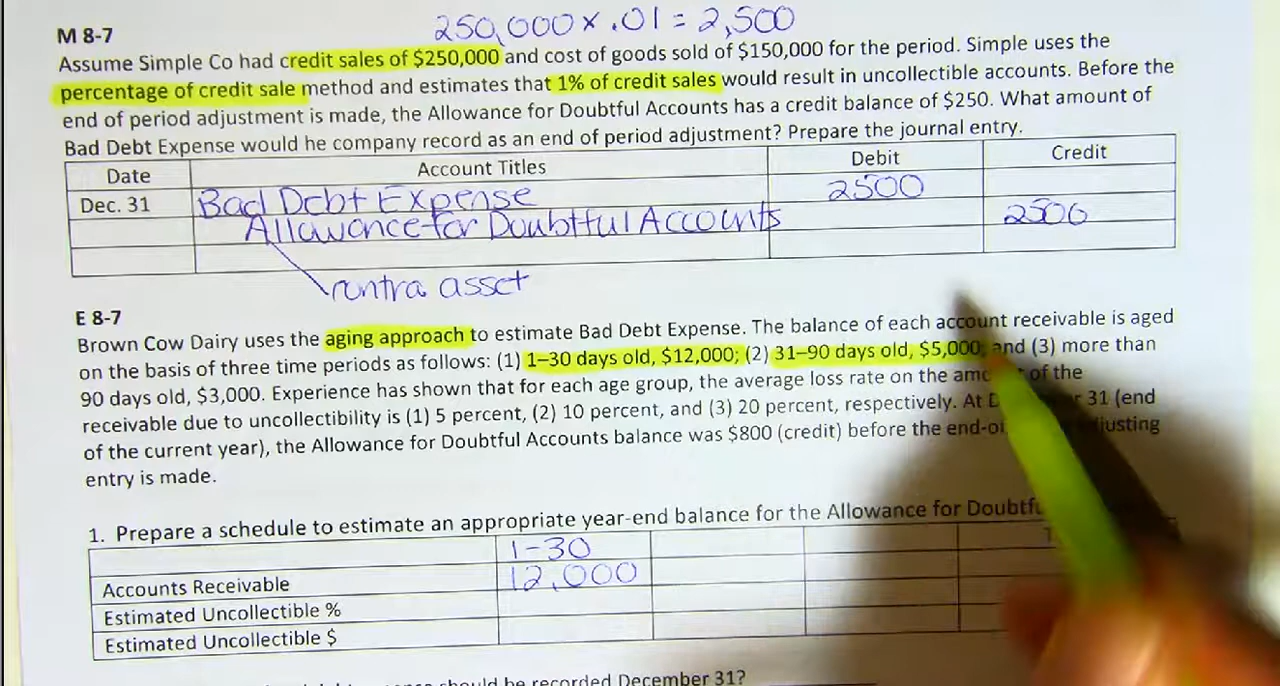 250,000 × .01 = 2,500
M 8-7
Assume Simple Co had credit sales of $250,000 and cost of goods sold of $150,000 for the period. Simple uses the
percentage of credit sale method and estimates that 1% of credit sales would result in uncollectible accounts. Before the
end of period adjustment is made, the Allowance for Doubtful Accounts has a credit balance of $250. What amount of
Bad Debt Expense would he company record as an end of period adjustment? Prepare the journal entry.
Date Account Titles Debit Credit
Dec. 31 Bad Debt Expense 2500
Allowance for Doubtful Accounts 2500
contra asset
E 8-7
Brown Cow Dairy uses the aging approach to estimate Bad Debt Expense. The balance of each account receivable is aged
on the basis of three time periods as follows: (1) 1–30 days old, $12,000; (2) 31–90 days old, $5,000; and (3) more than
90 days old, $3,000. Experience has shown that for each age group, the average loss rate on the of the
receivable due to uncollectibility is (1) 5 percent, (2) 10 percent, and (3) 20 percent, respectively. At 31 (end
of the current year), the Allowance for Doubtful Accounts balance was $800 (credit) before the
entry is made.
1. Prepare a schedule to estimate an appropriate year-end balance for the Allowance for
1-30
Accounts Receivable 12,000
Estimated Uncollectible %
Estimated Uncollectible $
should be recorded December 31?